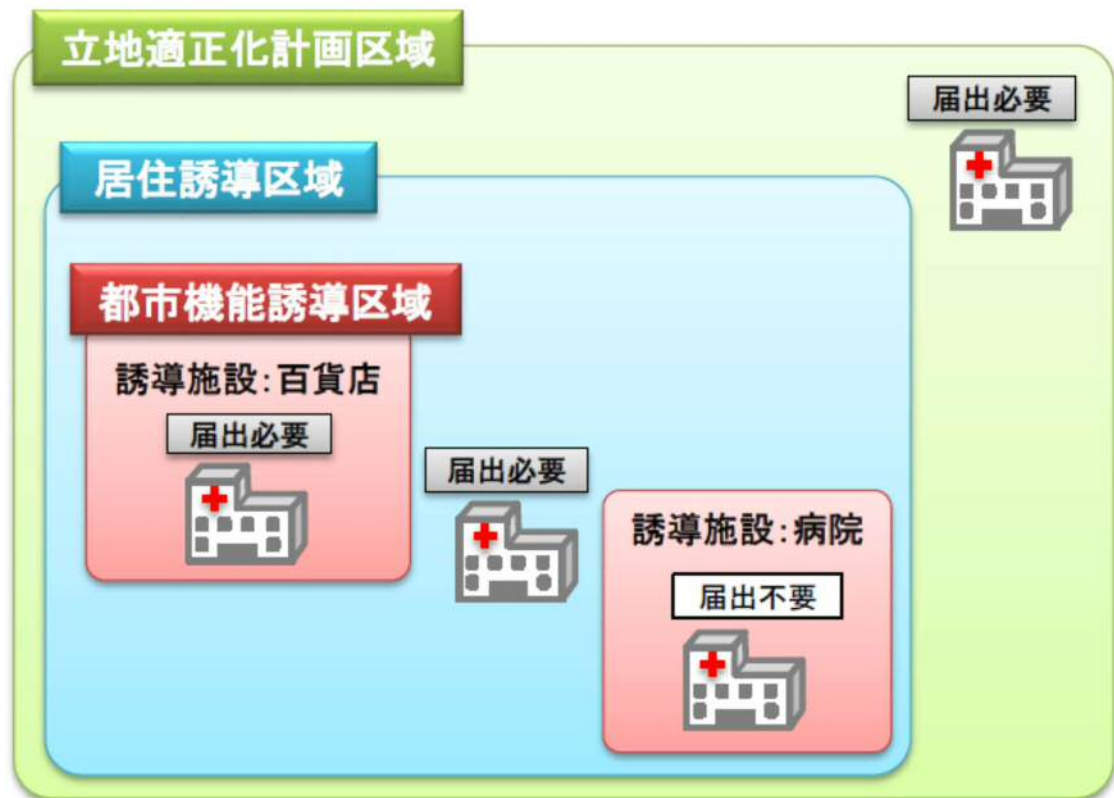 立地適正化計画区域
届出必要
居住誘導区域
都市機能誘導区域
誘導施設：百貨店
届出必要
届出必要
誘導施設：病院
届出不要